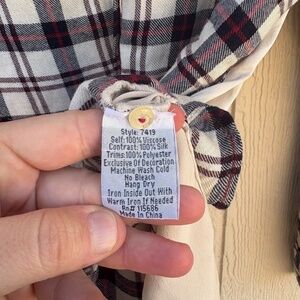 Style: 7419
Self: 100% Viscose
Contrast: 100% Silk
Trims: 100% Polyester
Exclusive Of Decoration
Machine Wash Cold
No Bleach
Hang Dry
Iron Inside Out With
Warm Iron If Needed
Rn# 115686
Made In China